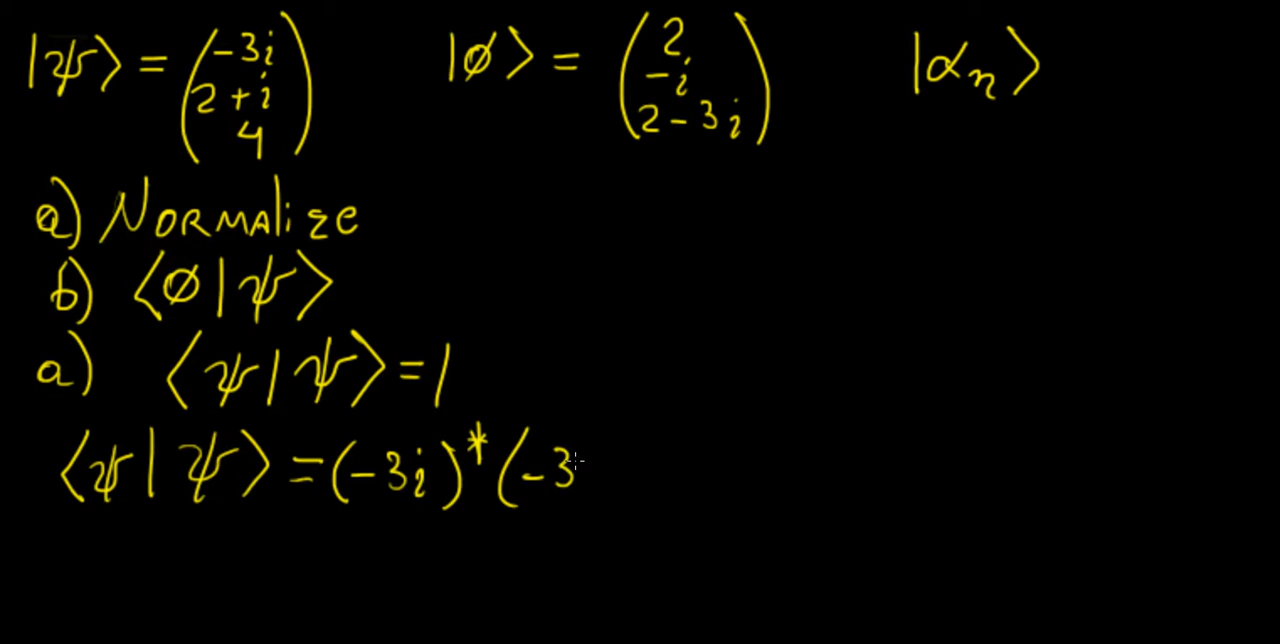 |ψ⟩ = (-3i 2+i 4) |ø⟩ = (2 -i 2-3i) |αn⟩
a) NORMALize
b) ⟨ø|ψ⟩
a) ⟨ψ|ψ⟩ = 1
⟨ψ|ψ⟩ = (-3i)* (-3